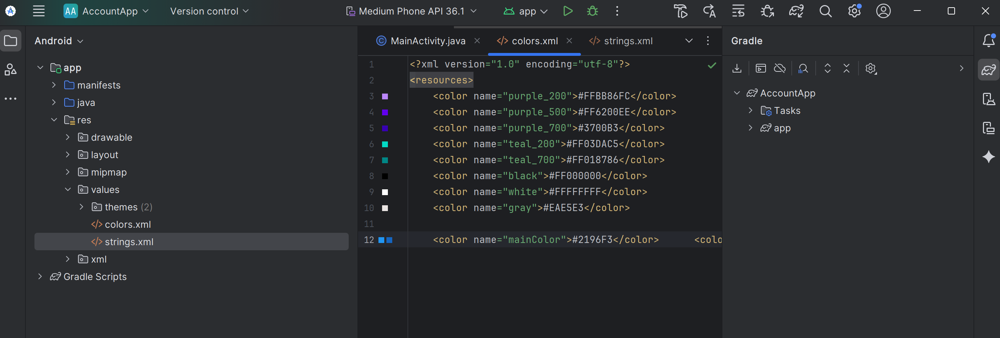 AA AccountApp Version control Medium Phone API 36.1 app
Android
app
manifests
java
res
drawable
layout
mipmap
values
themes (2)
colors.xml
strings.xml
xml
Gradle Scripts
MainActivity.java colors.xml strings.xml
1 <?xml version="1.0" encoding="utf-8"?>
2 <resources>
3 <color name="purple_200">#FFBB86FC</color>
4 <color name="purple_500">#FF6200EE</color>
5 <color name="purple_700">#3700B3</color>
6 <color name="teal_200">#FF03DAC5</color>
7 <color name="teal_700">#FF018786</color>
8 <color name="black">#FF000000</color>
9 <color name="white">#FFFFFFFF</color>
10 <color name="gray">#EAE5E3</color>
11
12 <color name="mainColor">#2196F3</color> <colo
Gradle
AccountApp
Tasks
app